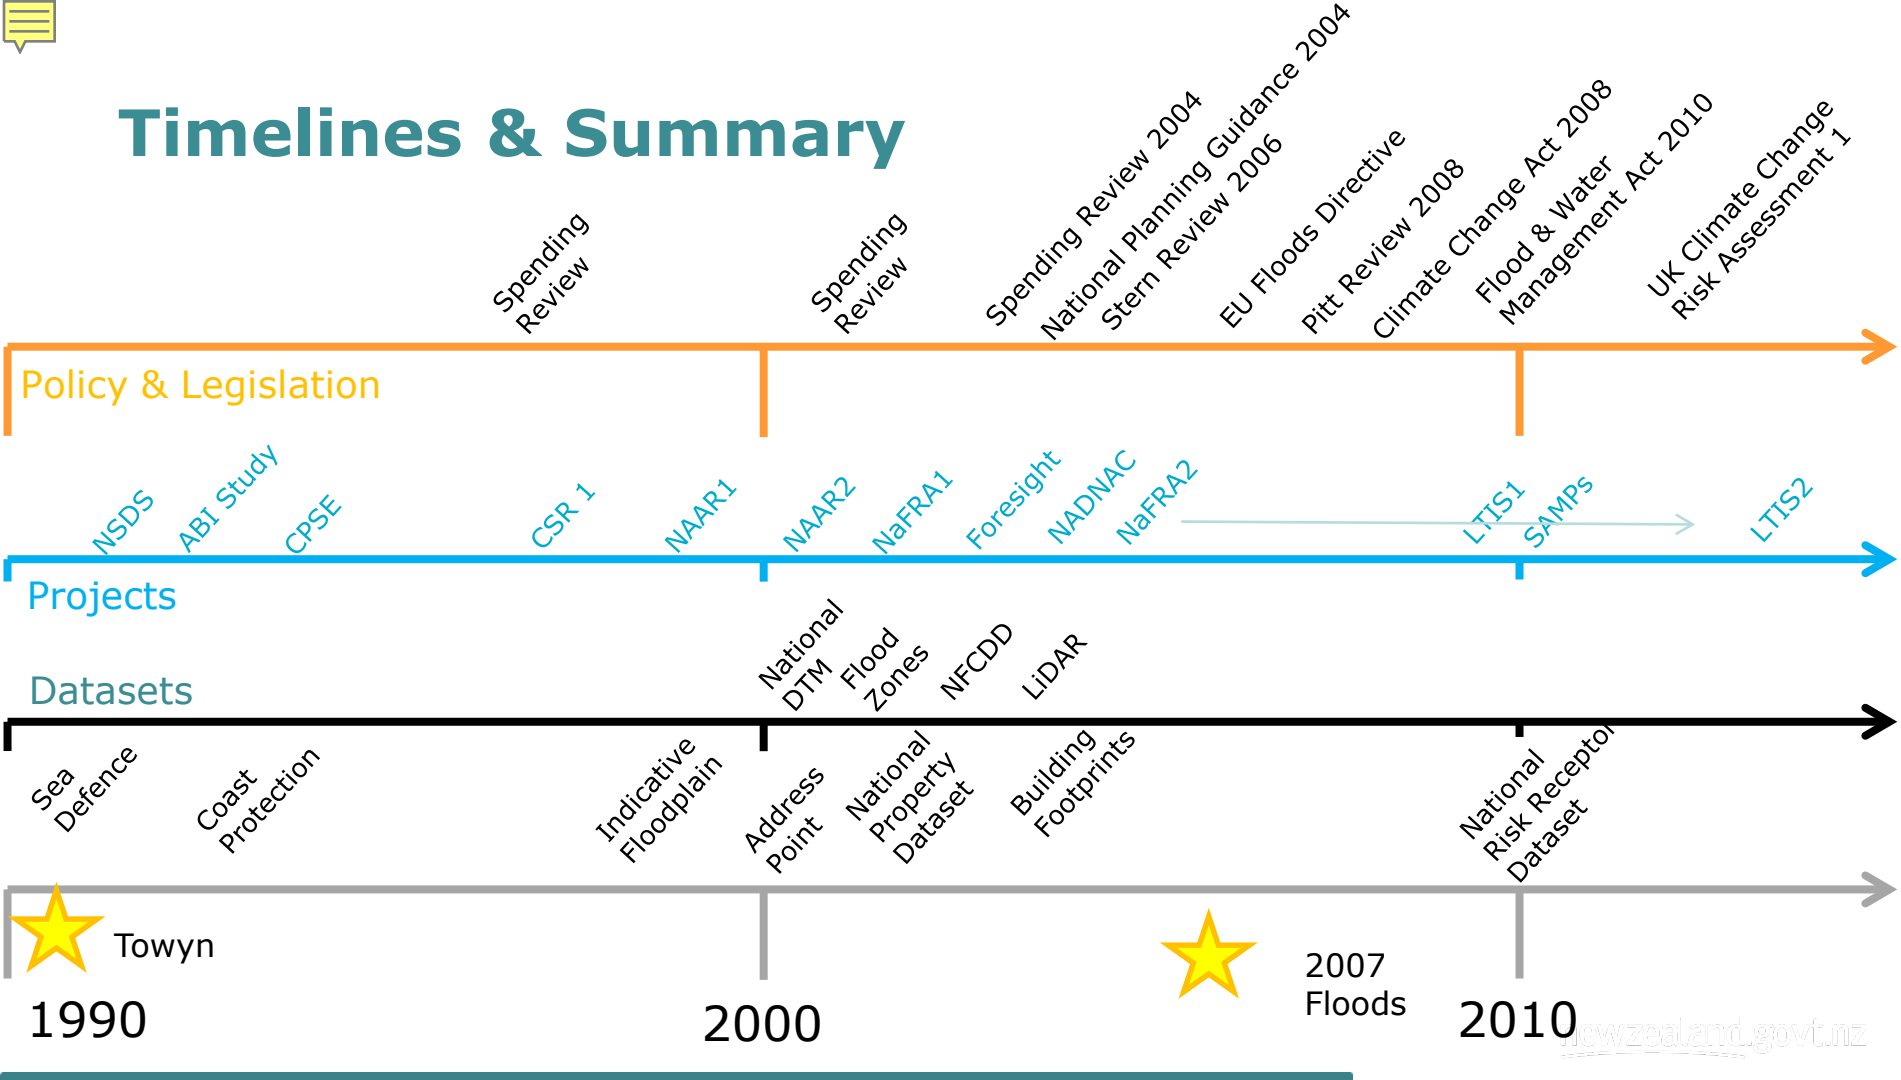 Timelines & Summary
Spending
Review
Spending
Review
Spending Review 2004
National Planning Guidance 2004
Stern Review 2006
EU Floods Directive
Pitt Review 2008
Climate Change Act 2008
Flood & Water
Management Act 2010
UK Climate Change
Risk Assessment 1
Policy & Legislation
NSDS
ABI Study
CPSE
CSR 1
NAAR1
NAAR2
NaFRA1
Foresight
NADNAC
NaFRA2
LTIS1
SAMPs
LTIS2
Projects
National
DTM
Flood
Zones
NFCDD
LiDAR
Datasets
Sea
Defence
Coast
Protection
Indicative
Floodplain
Address
Point
National
Property
Dataset
Building
Footprints
National
Risk Receptor
Dataset
Towyn
2007
Floods
1990
2000
2010
newzealand.govt.nz